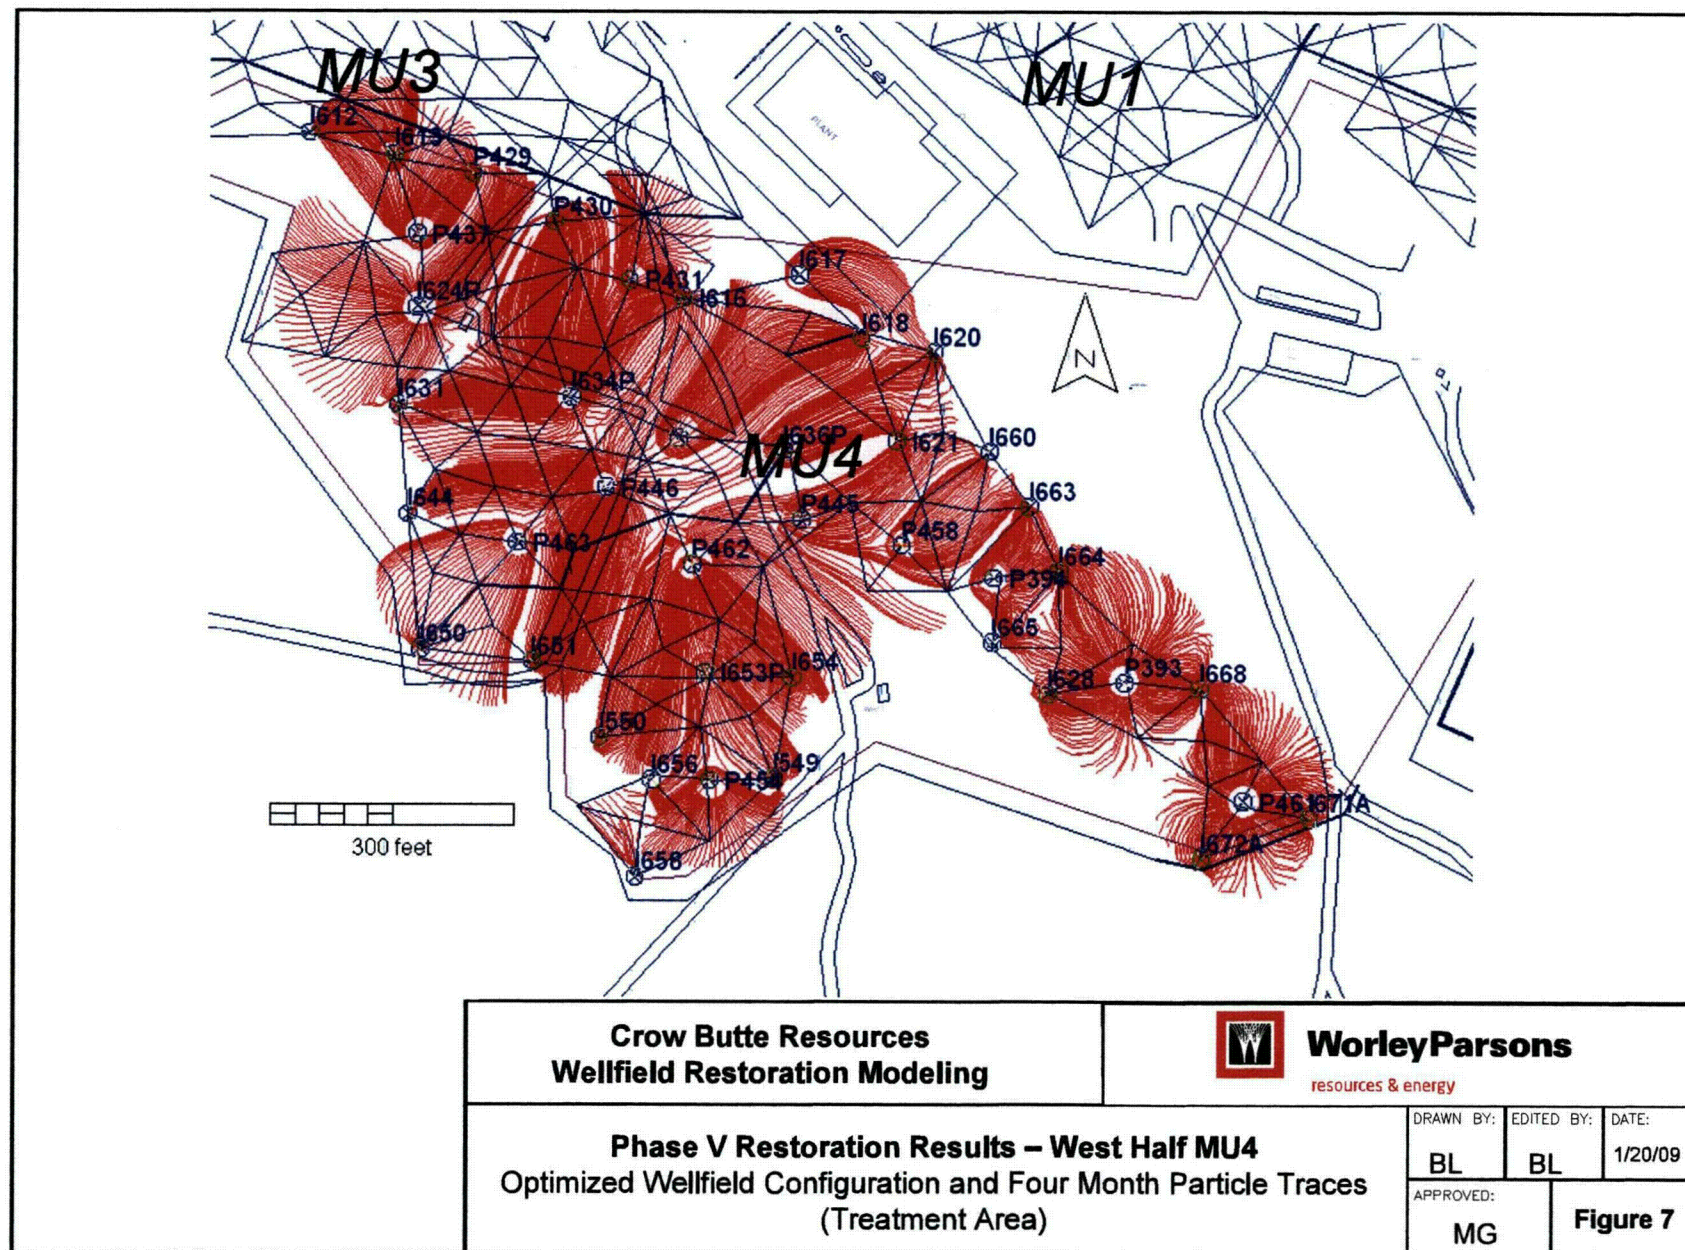 MU3
MU1
I612
I613
P429
PLANT
P430
P437
I617
P431
I624P
I616
I618
I620
I631
I634P
I636P
I621
I660
MU4
N
I644
P446
P445
I663
P463
P462
P458
P394
I664
I650
I651
I653P
I654
I665
I628
P393
I668
I550
I656
P454
I549
P461
I671A
I658
I672A
300 feet
Crow Butte Resources
Wellfield Restoration Modeling
WorleyParsons
resources & energy
Phase V Restoration Results – West Half MU4
Optimized Wellfield Configuration and Four Month Particle Traces
(Treatment Area)
DRAWN BY:
BL
EDITED BY:
BL
DATE:
1/20/09
APPROVED:
MG
Figure 7